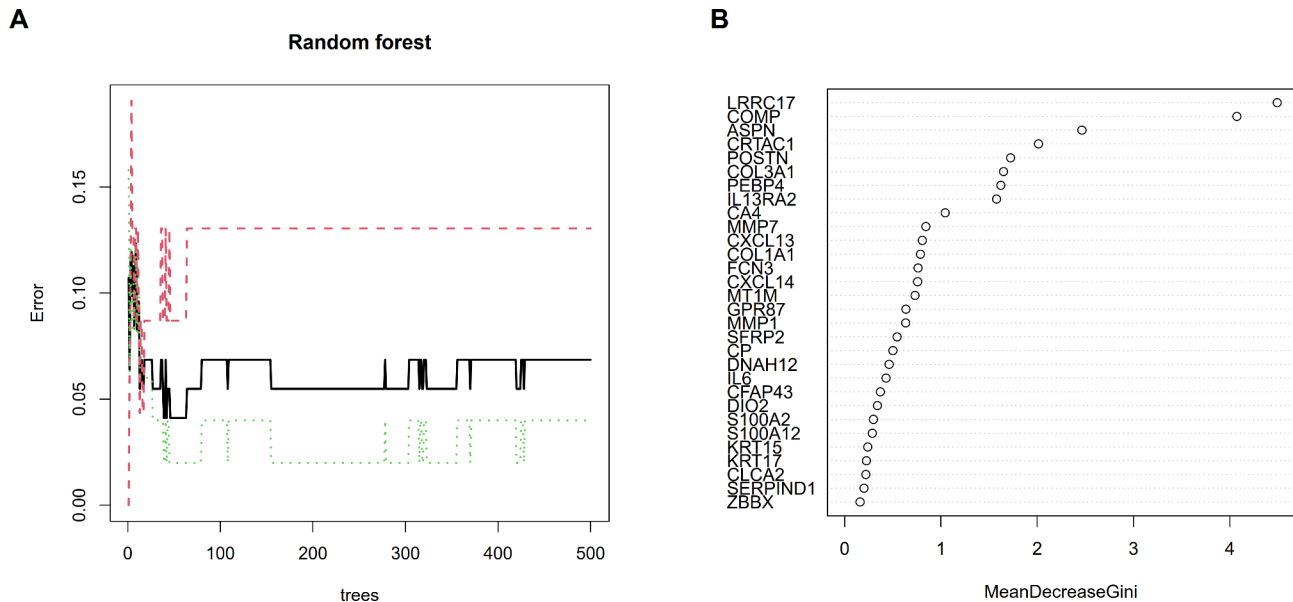 A
Random forest
Error
0.15
0.10
0.05
0.00
0
100
200
300
400
500
trees
B
LRRC17
COMP
ASPN
CRTAC1
POSTN
COL3A1
PEBP4
IL13RA2
CA4
MMP7
CXCL13
COL1A1
FCN3
CXCL14
MT1M
GPR87
MMP1
SFRP2
CP
DNAH12
IL6
CFAP43
DIO2
S100A2
S100A12
KRT15
KRT17
CLCA2
SERPIND1
ZBBX
0
1
2
3
4
MeanDecreaseGini